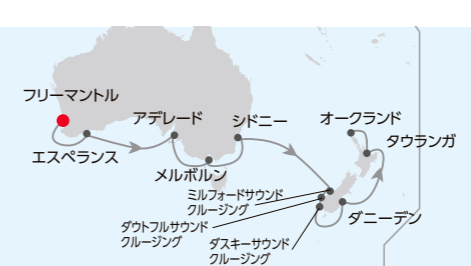 フリーマントル
エスペランス
アデレード
メルボルン
シドニー
オークランド
タウランガ
ミルフォードサウンド
クルージング
ダウトフルサウンド
クルージング
ダスキーサウンド
クルージング
ダニーデン